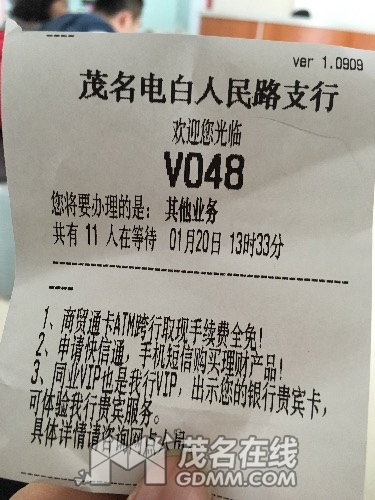 ver 1.0909
茂名电白人民路支行
欢迎您光临
V048
您将要办理的是： 其他业务
共有 11 人在等待 01月20日 13时33分
1、商贸通卡ATM跨行取现手续费全免！
2、申请快信通，手机短信购买理财产品！
3、同业VIP也是我行VIP，出示您的银行贵宾卡，
可体验我行贵宾服务。
具体详情请咨询网点
茂名在线
GDMM.COM